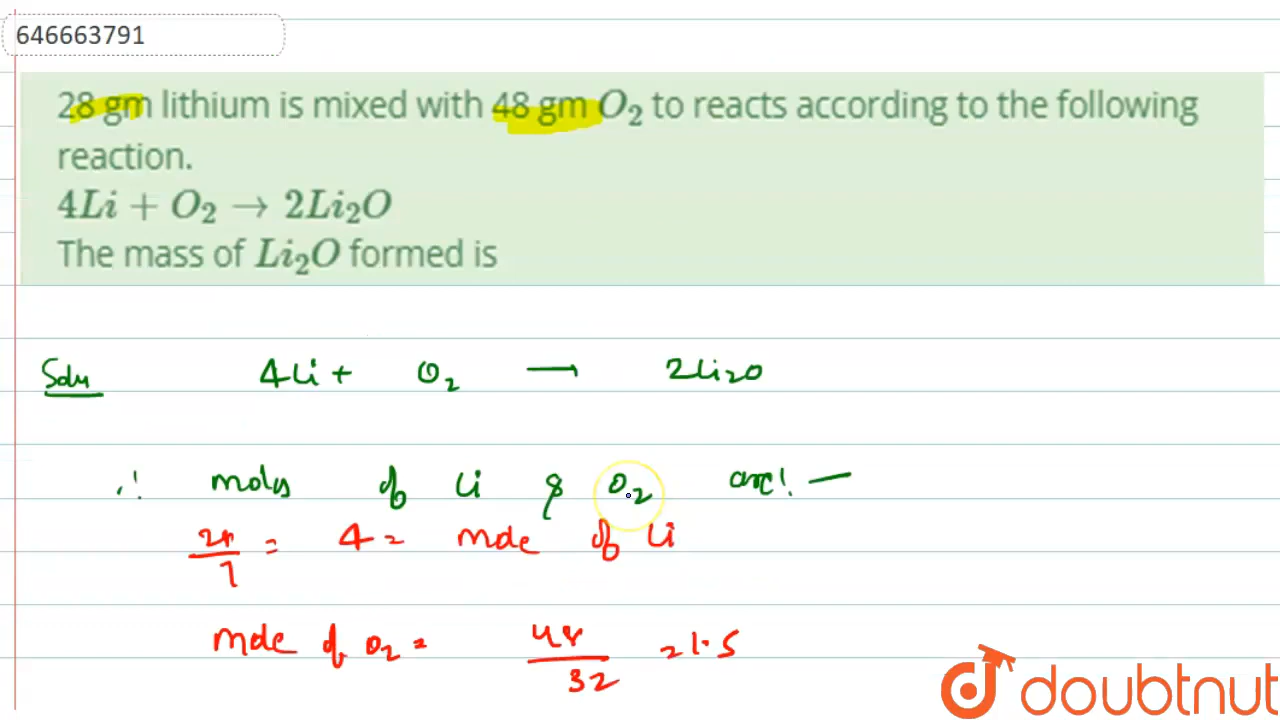 646663791
28 gm lithium is mixed with 48 gm O₂ to reacts according to the following
reaction.
4Li + O₂ → 2Li₂O
The mass of Li₂O formed is
Solu
4Li + O₂ → 2Li₂O
∴ moles of Li & O₂ are: —
28/7 = 4 = mole of Li
mole of O₂ = 48/32 = 1.5
doubtnut